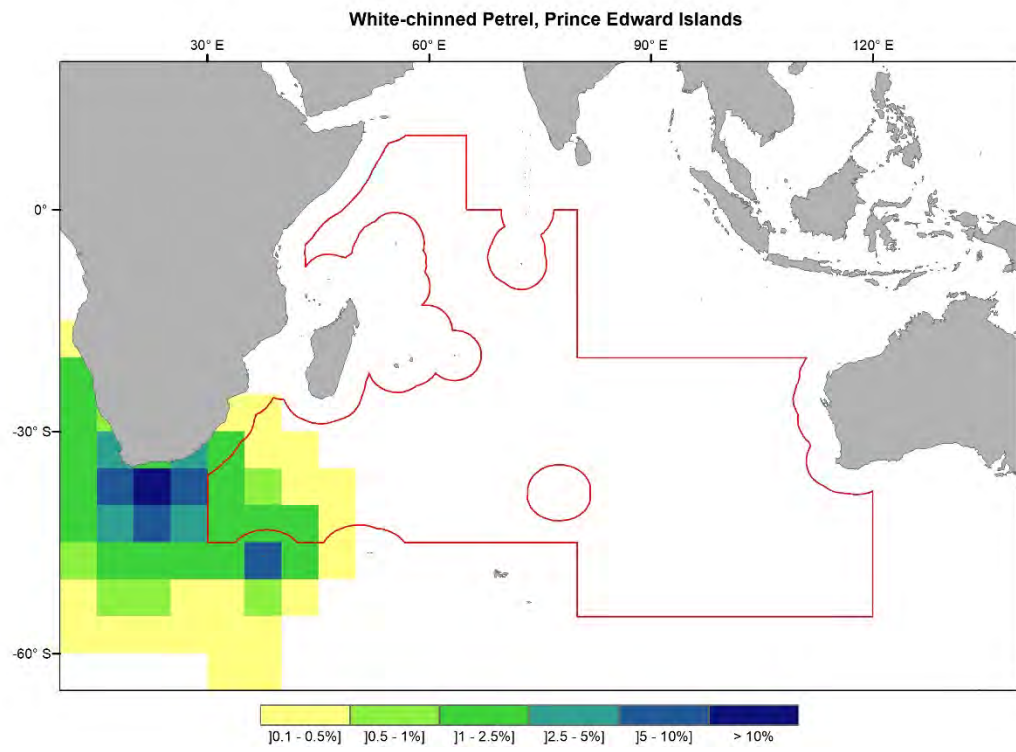 White-chinned Petrel, Prince Edward Islands
30° E 60° E 90° E 120° E
0°
-30° S
-60° S
]0.1 - 0.5%] ]0.5 - 1%] ]1 - 2.5%] ]2.5 - 5%] ]5 - 10%] > 10%